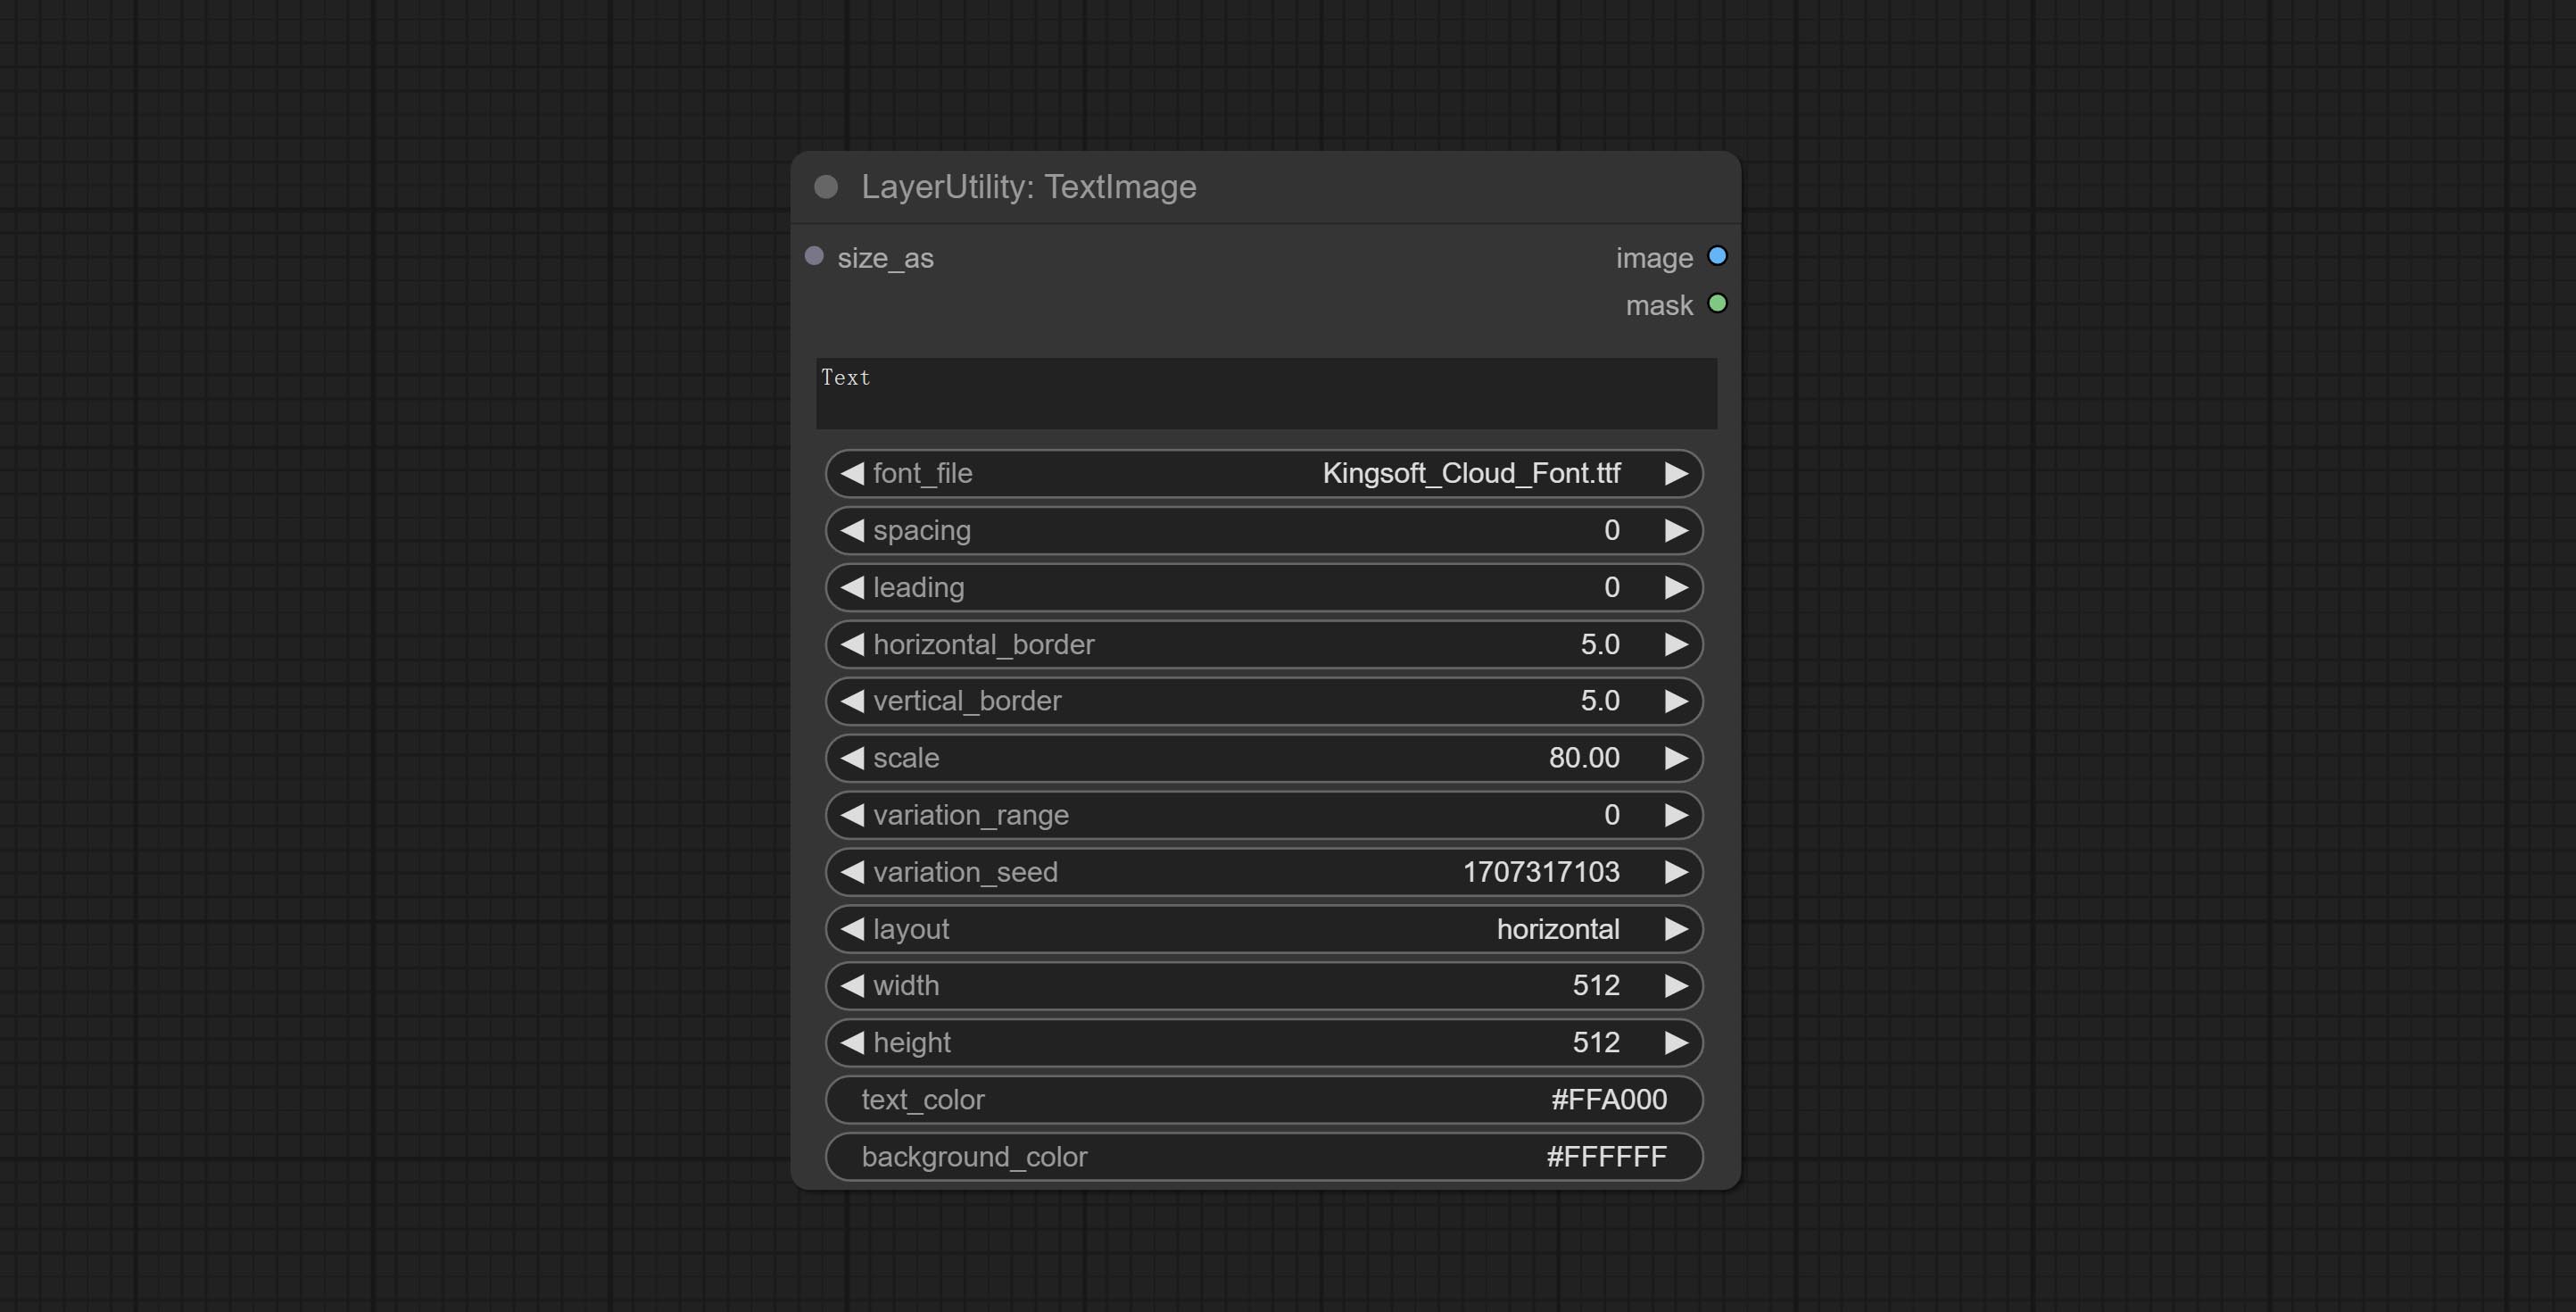 LayerUtility: TextImage
size_as image
mask
Text
font_file Kingsoft_Cloud_Font.ttf
spacing 0
leading 0
horizontal_border 5.0
vertical_border 5.0
scale 80.00
variation_range 0
variation_seed 1707317103
layout horizontal
width 512
height 512
text_color #FFA000
background_color #FFFFFF